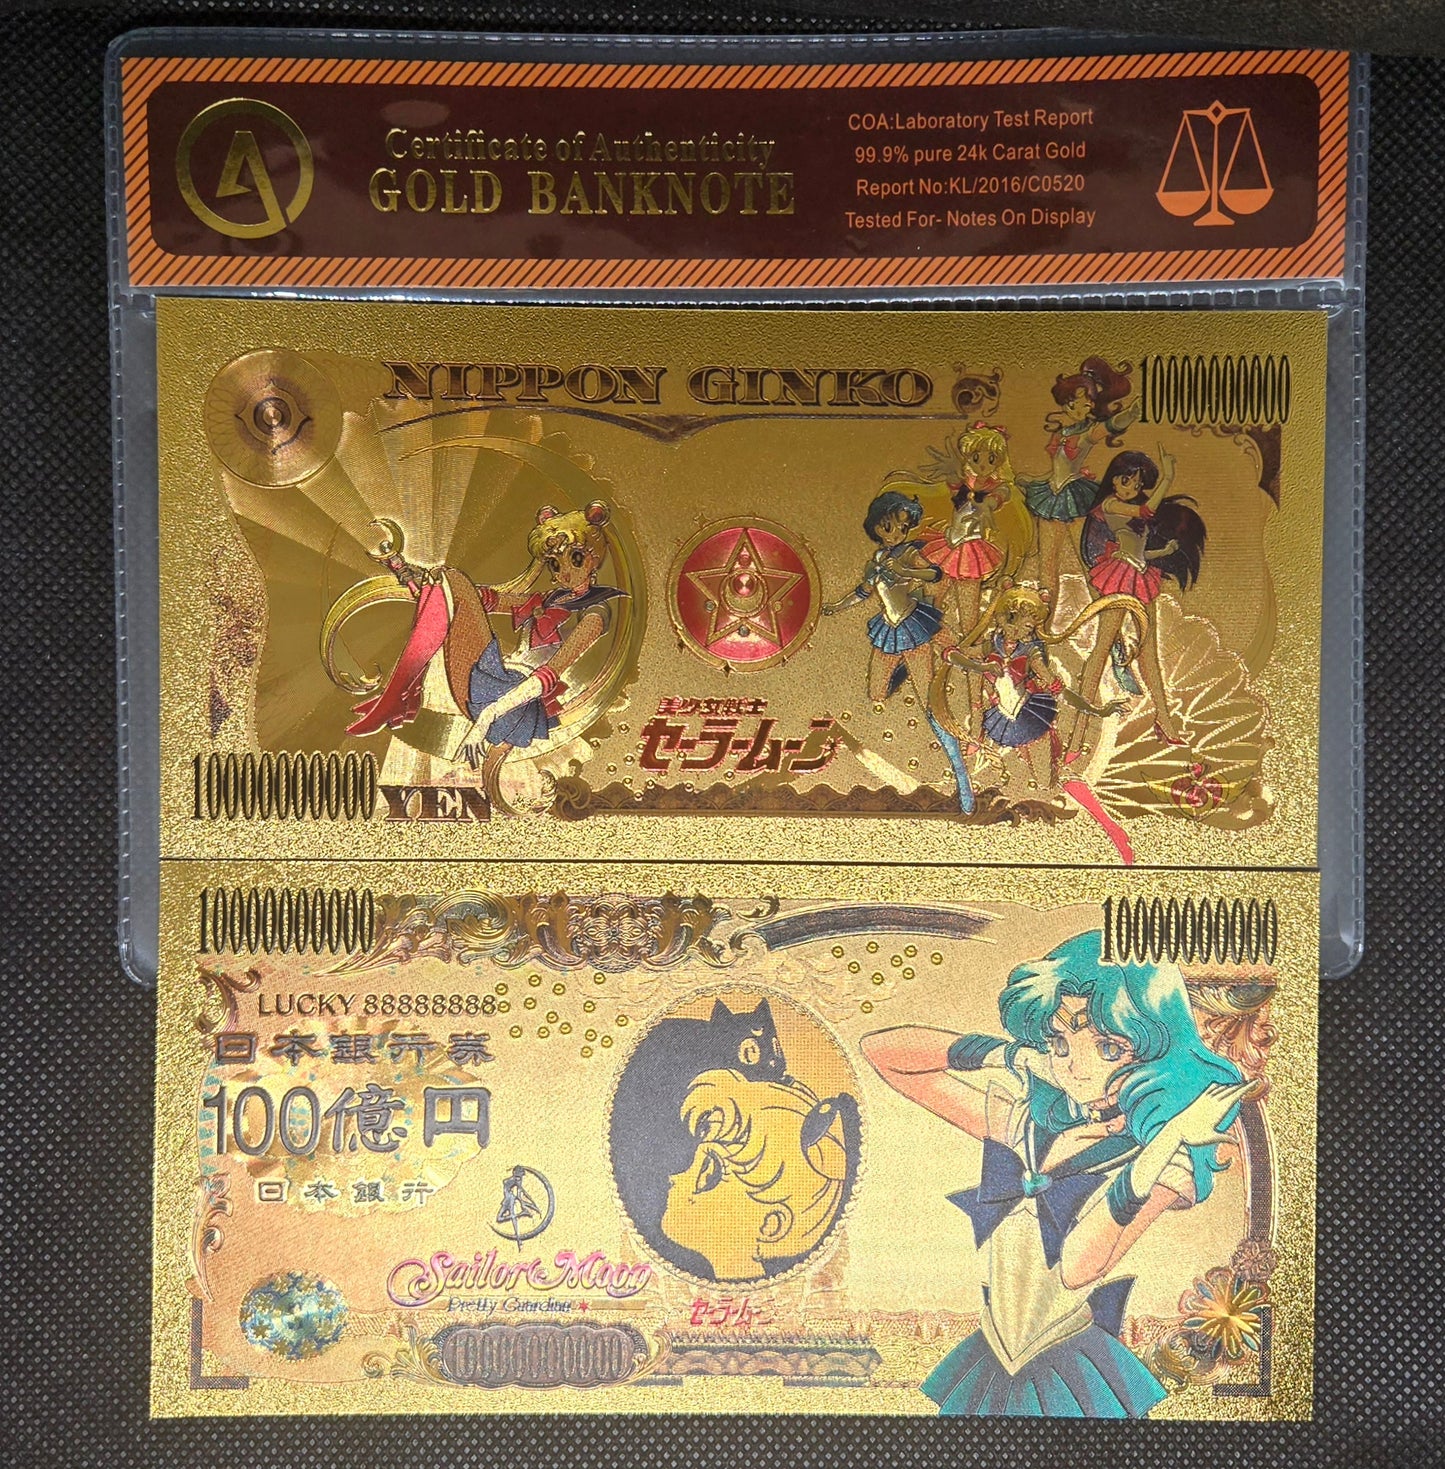 Certificate of Authenticity
GOLD BANKNOTE
COA:Laboratory Test Report
99.9% pure 24k Carat Gold
Report No:KL/2016/C0520
Tested For- Notes On Display
NIPPON GINKO
10000000000
美少女戦士
セーラームーン
10000000000
YEN
10000000000
10000000000
LUCKY 88888888
日本銀行券
100億円
日本銀行
Sailor Moon
Pretty Guardian
セーラームーン
10000000000